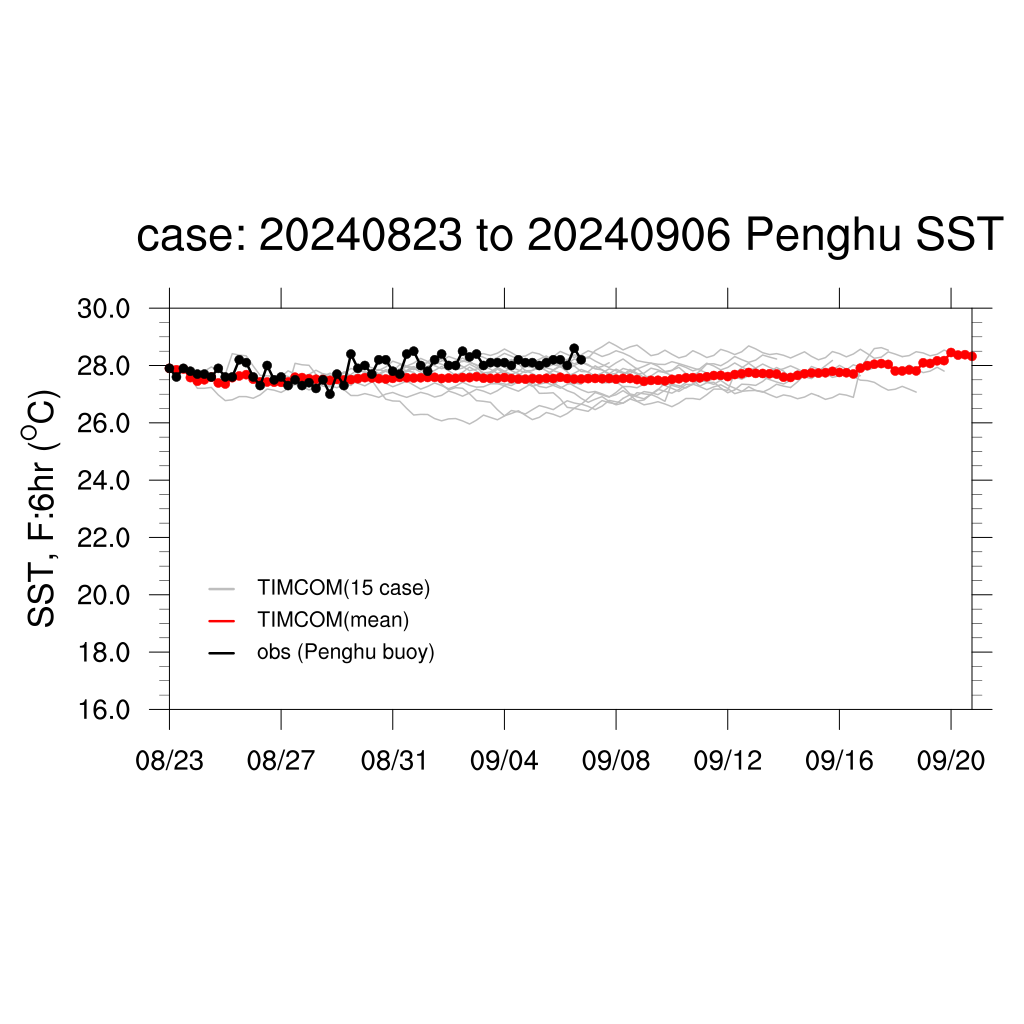 case: 20240823 to 20240906 Penghu SST
SST, F:6hr (°C)
30.0
28.0
26.0
24.0
22.0
20.0
18.0
16.0
TIMCOM(15 case)
TIMCOM(mean)
obs (Penghu buoy)
08/23 08/27 08/31 09/04 09/08 09/12 09/16 09/20